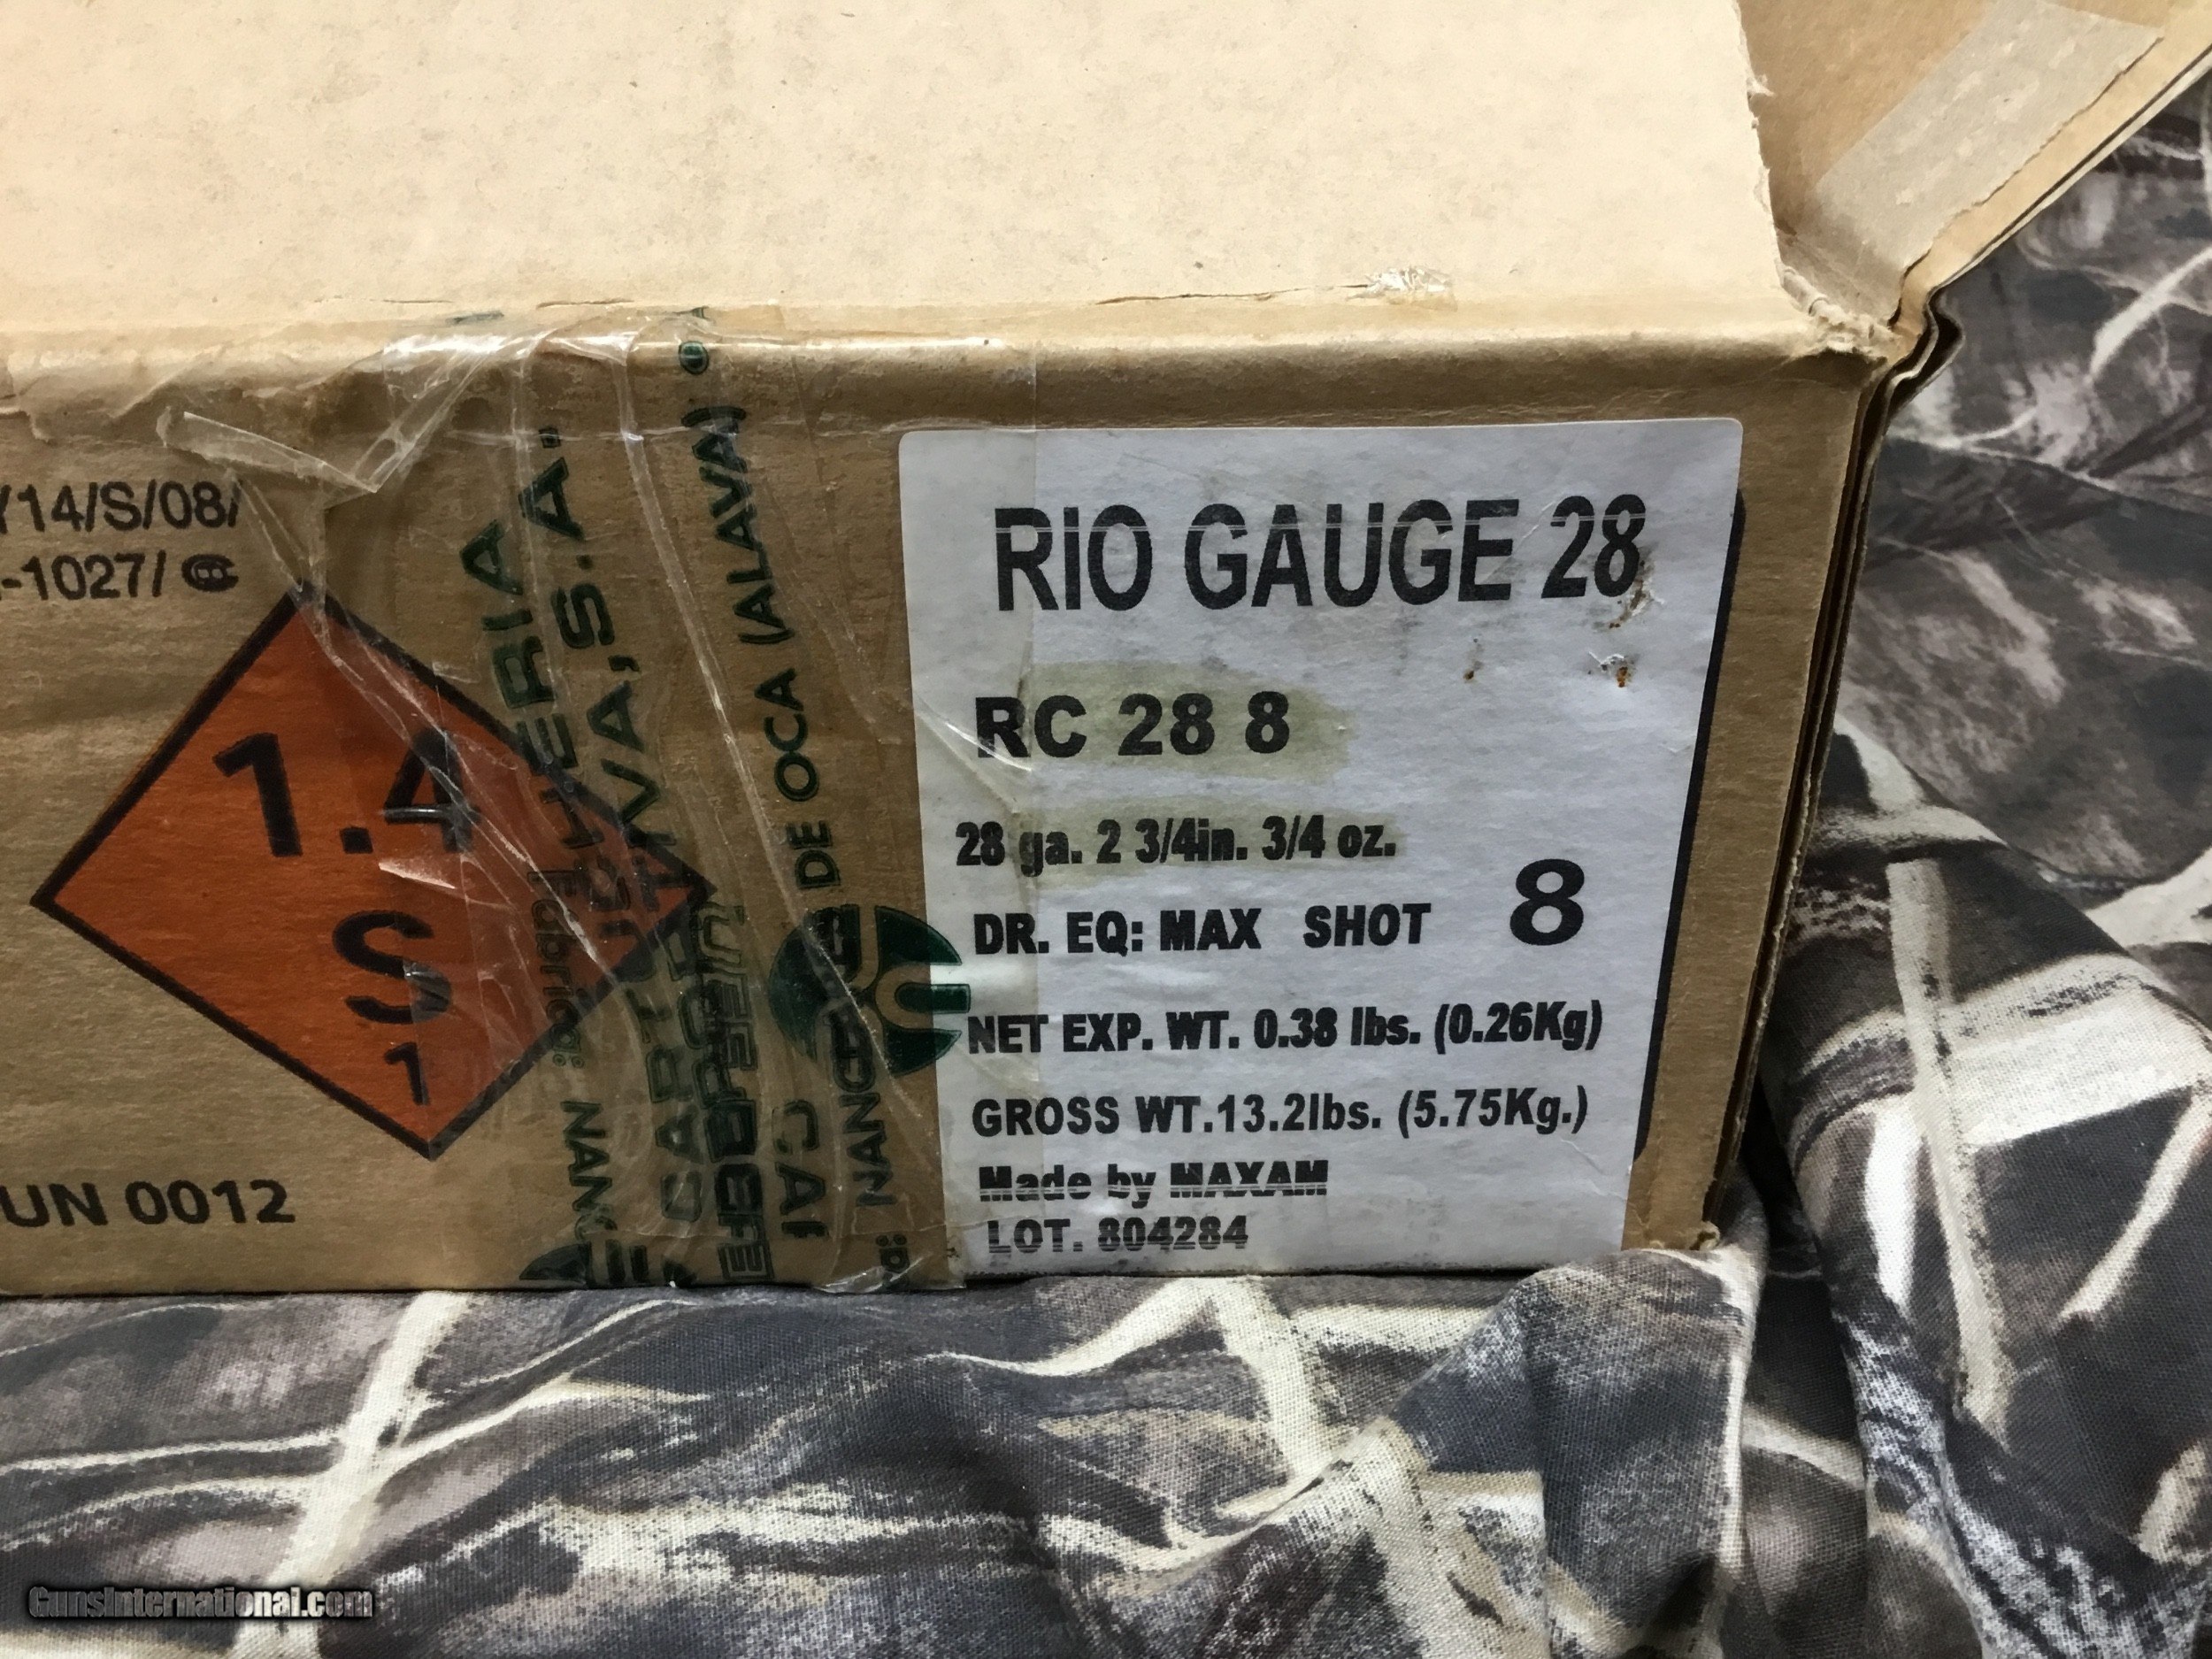 /14/S/08/
-1027/
1.4
S
1
UN 0012
DE OCA (ALAVA)
RIO GAUGE 28
RC 28 8
28 ga. 2 3/4in. 3/4 oz.
DR. EQ: MAX SHOT 8
NET EXP. WT. 0.38 lbs. (0.26Kg)
GROSS WT.13.2lbs. (5.75Kg.)
Made by MAXAM
LOT. 804284
GunsInternational.com